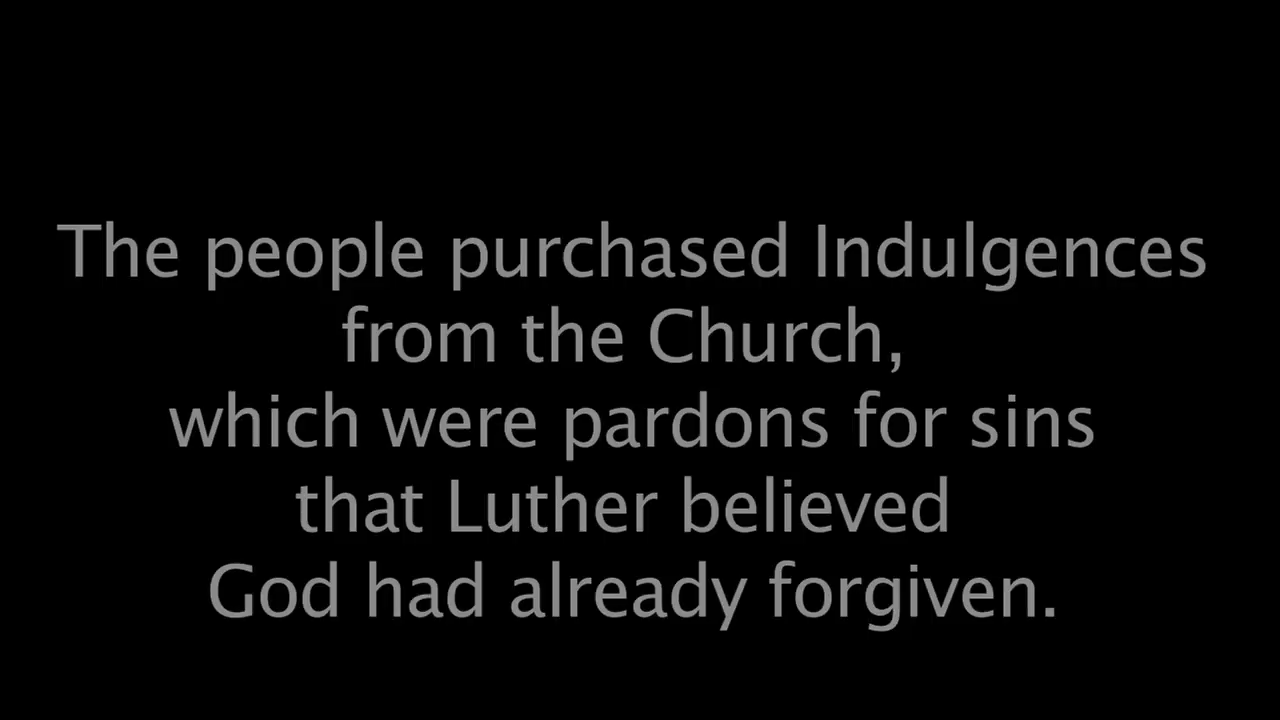 The people purchased Indulgences
from the Church,
which were pardons for sins
that Luther believed
God had already forgiven.